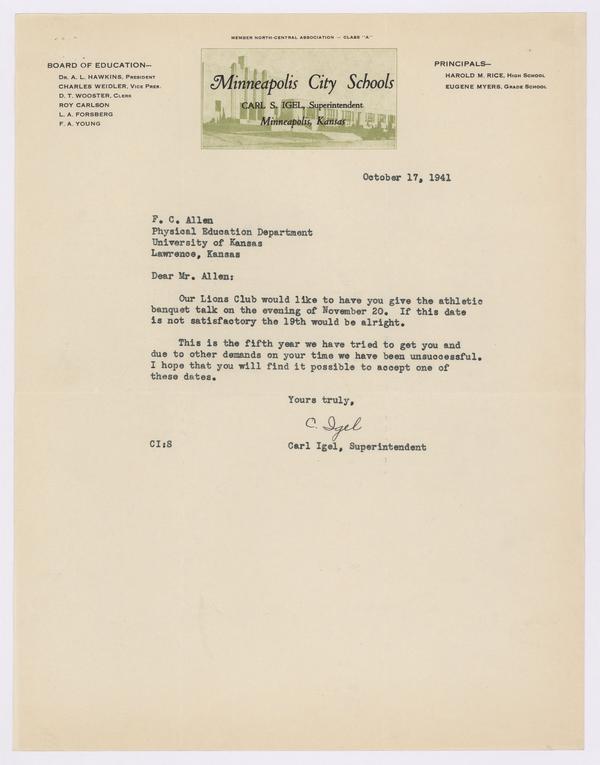 MEMBER NORTH-CENTRAL ASSOCIATION — CLASS "A"
BOARD OF EDUCATION—
DR. A. L. HAWKINS, PRESIDENT
CHARLES WEIDLER, VICE PRES.
D. T. WOOSTER, CLERK
ROY CARLSON
L. A. FORSBERG
F. A. YOUNG
Minneapolis City Schools
CARL S. IGEL, Superintendent
Minneapolis, Kansas
PRINCIPALS—
HAROLD M. RICE, HIGH SCHOOL
EUGENE MYERS, GRADE SCHOOL
October 17, 1941
F. C. Allen
Physical Education Department
University of Kansas
Lawrence, Kansas
Dear Mr. Allen:
Our Lions Club would like to have you give the athletic
banquet talk on the evening of November 20. If this date
is not satisfactory the 19th would be alright.
This is the fifth year we have tried to get you and
due to other demands on your time we have been unsuccessful.
I hope that you will find it possible to accept one of
these dates.
Yours truly,
C. Igel
CI:S
Carl Igel, Superintendent